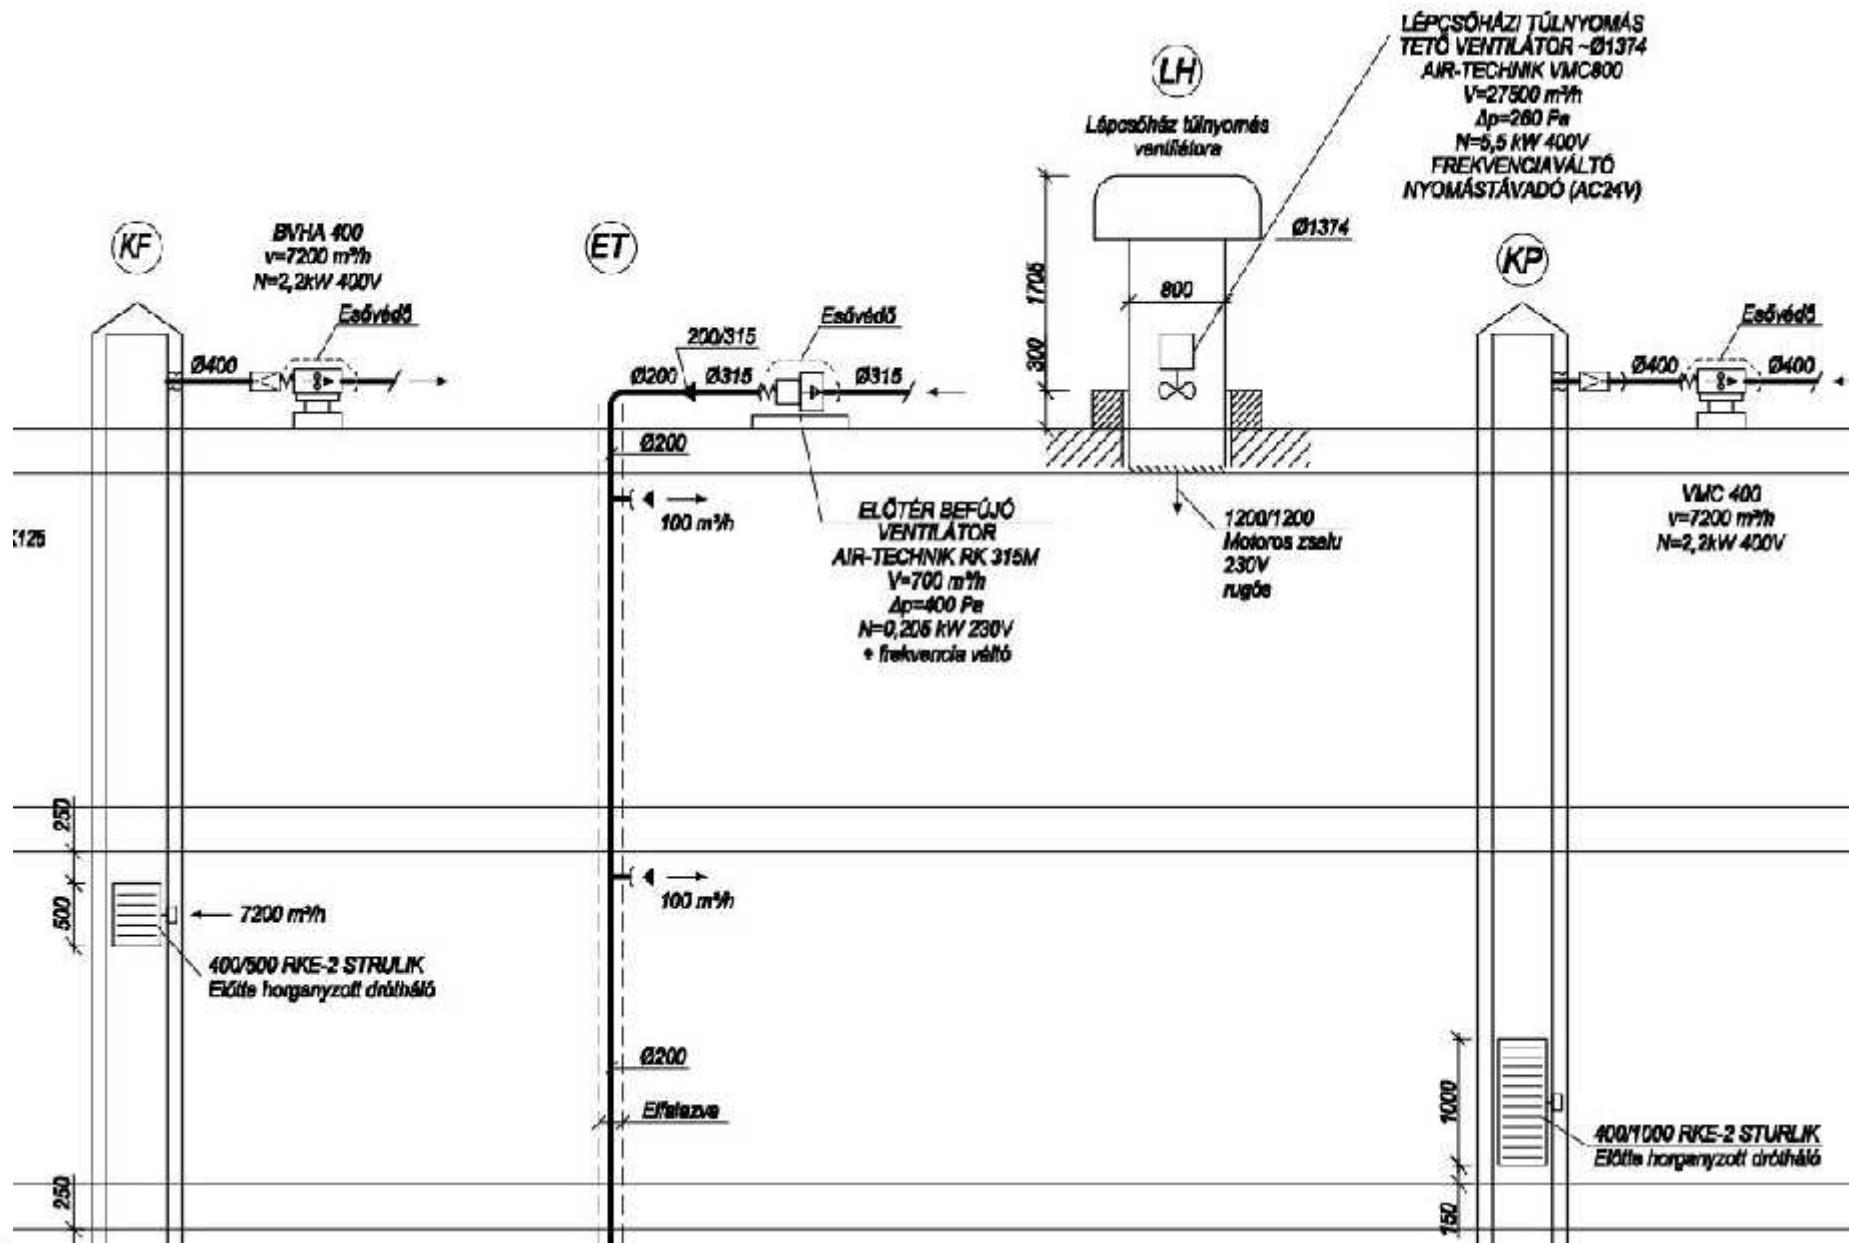 LÉPCSŐHÁZI TÚLNYOMÁS
TETŐ VENTILÁTOR ~Ø1374
AIR-TECHNIK VMC800
V=27500 m³/h
Δp=260 Pa
N=5,5 kW 400V
FREKVENCIAVÁLTÓ
NYOMÁSTÁVADÓ (AC24V)
LH
Lépcsőház túlnyomás
ventilátora
Ø1374
1705
800
300
KF
BVHA 400
v=7200 m³/h
N=2,2kW 400V
Esővédő
Ø400
ET
200/315
Esővédő
Ø200
Ø315
Ø315
Ø200
100 m³/h
ELŐTÉR BEFÚJÓ
VENTILÁTOR
AIR-TECHNIK RK 315M
V=700 m³/h
Δp=400 Pa
N=0,205 kW 230V
+ frekvencia váltó
1200/1200
Motoros zsalu
230V
rugós
KP
Esővédő
Ø400
Ø400
VMC 400
v=7200 m³/h
N=2,2kW 400V
125
250
500
7200 m³/h
400/500 RKE-2 STRULIK
Előtte horganyzott drótháló
100 m³/h
Ø200
Elfalazva
250
1000
400/1000 RKE-2 STURLIK
Előtte horganyzott drótháló
150